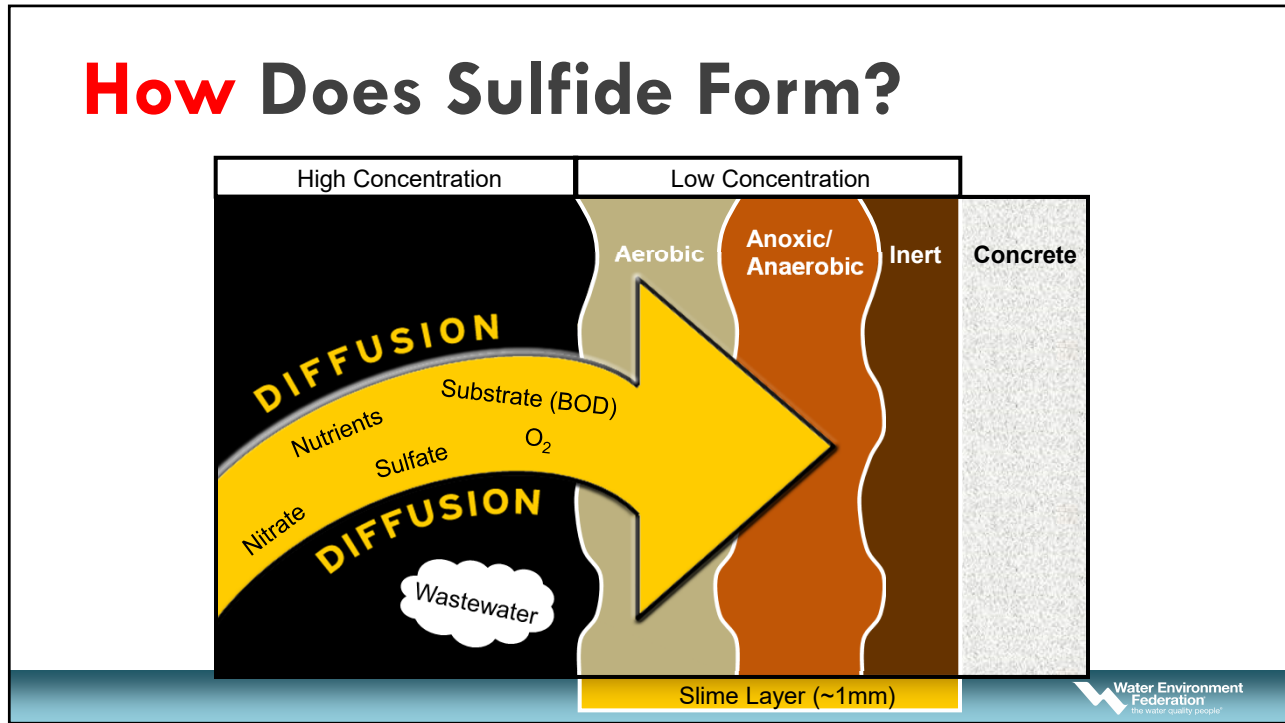 How Does Sulfide Form?
High Concentration
Low Concentration
Aerobic
Anoxic/
Anaerobic
Inert
Concrete
DIFFUSION
Substrate (BOD)
Nutrients
O₂
Sulfate
Nitrate
DIFFUSION
Wastewater
Slime Layer (~1mm)
Water Environment
Federation
the water quality people®